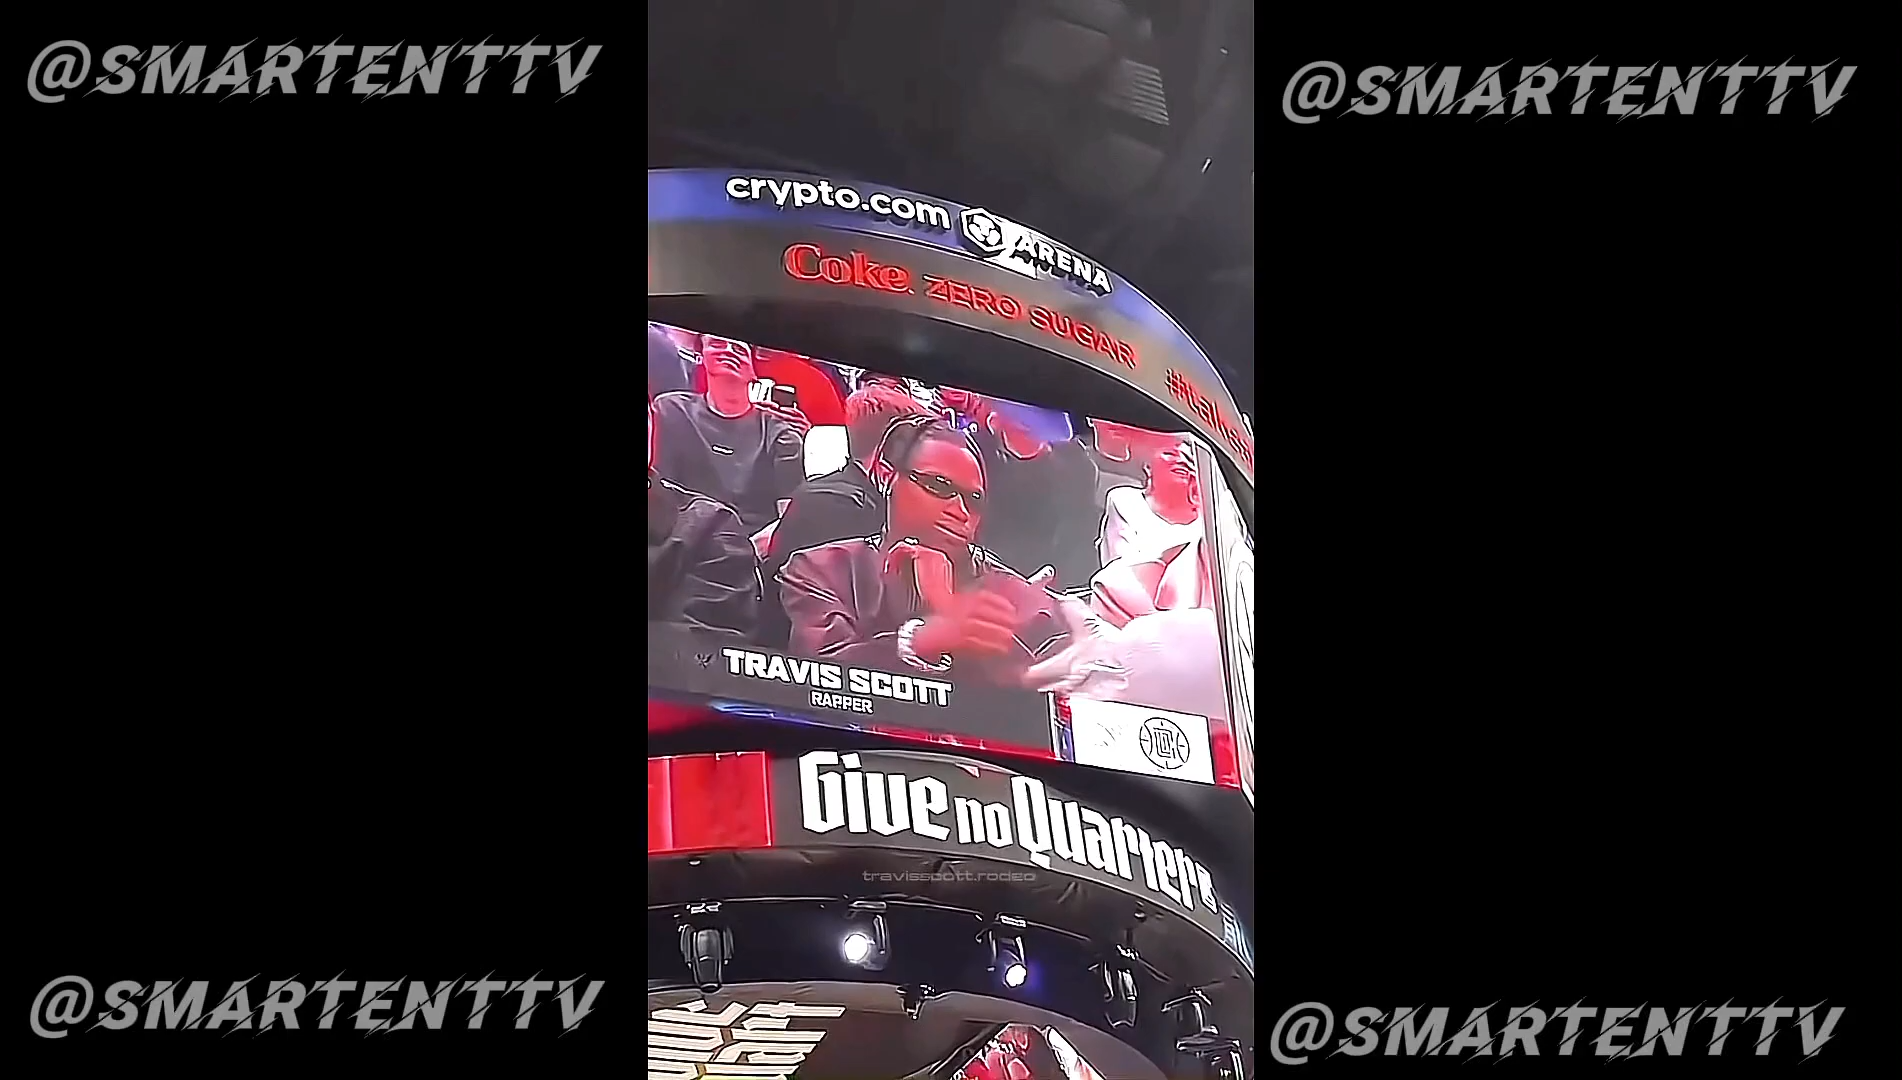 @SMARTENTTV
@SMARTENTTV
crypto.com ARENA
Coke ZERO SUGAR
TRAVIS SCOTT
RAPPER
Give no Quarter
travisscott.rodeo
@SMARTENTTV
@SMARTENTTV